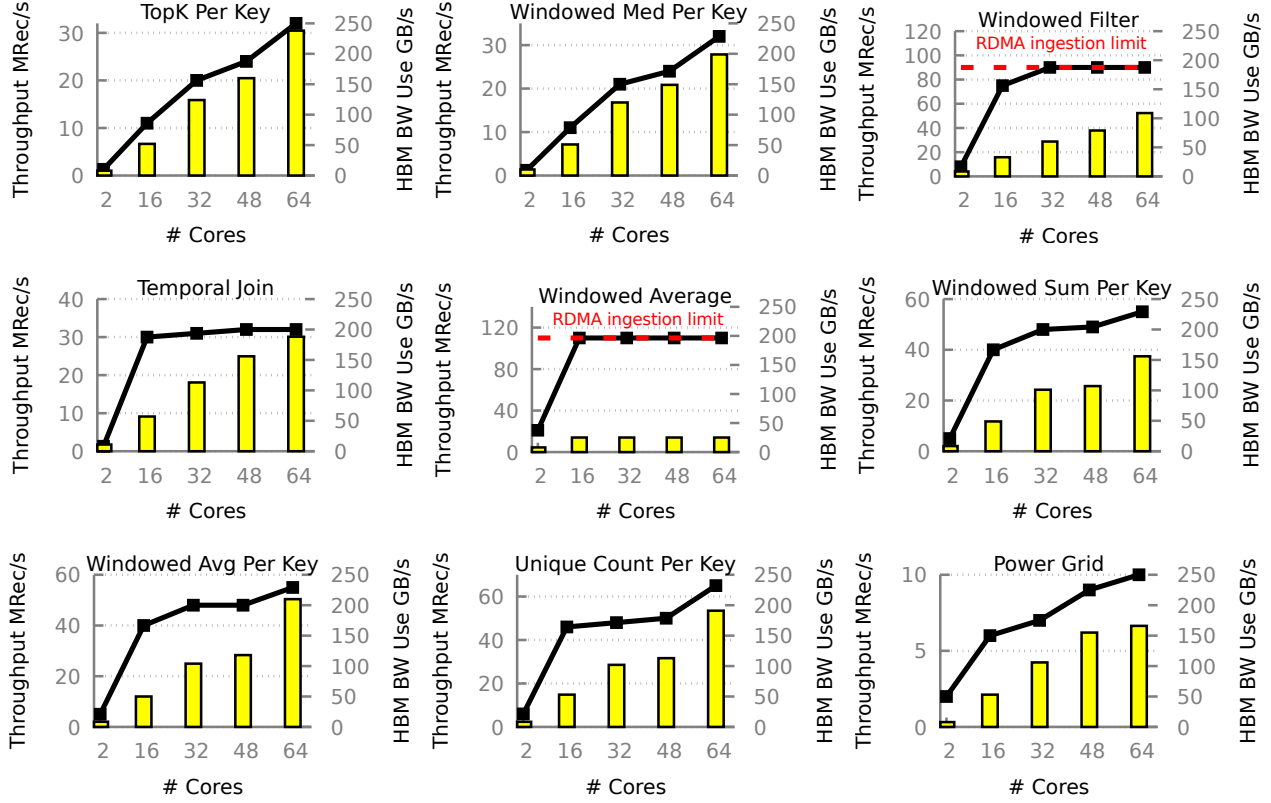 TopK Per Key
Throughput MRec/s
30
20
10
0
250
200
150
100
50
0
HBM BW Use GB/s
2 16 32 48 64
# Cores
Windowed Med Per Key
Throughput MRec/s
30
20
10
0
250
200
150
100
50
0
HBM BW Use GB/s
2 16 32 48 64
# Cores
Windowed Filter
RDMA ingestion limit
Throughput MRec/s
120
100
80
60
40
20
0
250
200
150
100
50
0
HBM BW Use GB/s
2 16 32 48 64
# Cores
Temporal Join
Throughput MRec/s
40
30
20
10
0
250
200
150
100
50
0
HBM BW Use GB/s
2 16 32 48 64
# Cores
Windowed Average
RDMA ingestion limit
Throughput MRec/s
120
80
40
0
250
200
150
100
50
0
HBM BW Use GB/s
2 16 32 48 64
# Cores
Windowed Sum Per Key
Throughput MRec/s
60
40
20
0
250
200
150
100
50
0
HBM BW Use GB/s
2 16 32 48 64
# Cores
Windowed Avg Per Key
Throughput MRec/s
60
40
20
0
250
200
150
100
50
0
HBM BW Use GB/s
2 16 32 48 64
# Cores
Unique Count Per Key
Throughput MRec/s
60
40
20
0
250
200
150
100
50
0
HBM BW Use GB/s
2 16 32 48 64
# Cores
Power Grid
Throughput MRec/s
10
5
0
250
200
150
100
50
0
HBM BW Use GB/s
2 16 32 48 64
# Cores